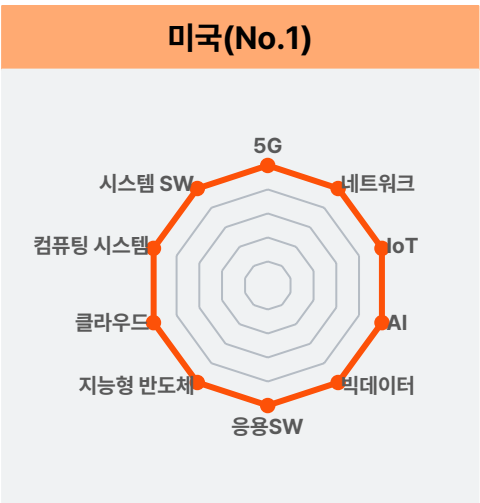 미국(No.1)
5G
시스템 SW
네트워크
컴퓨팅 시스템
IoT
클라우드
AI
지능형 반도체
빅데이터
응용SW